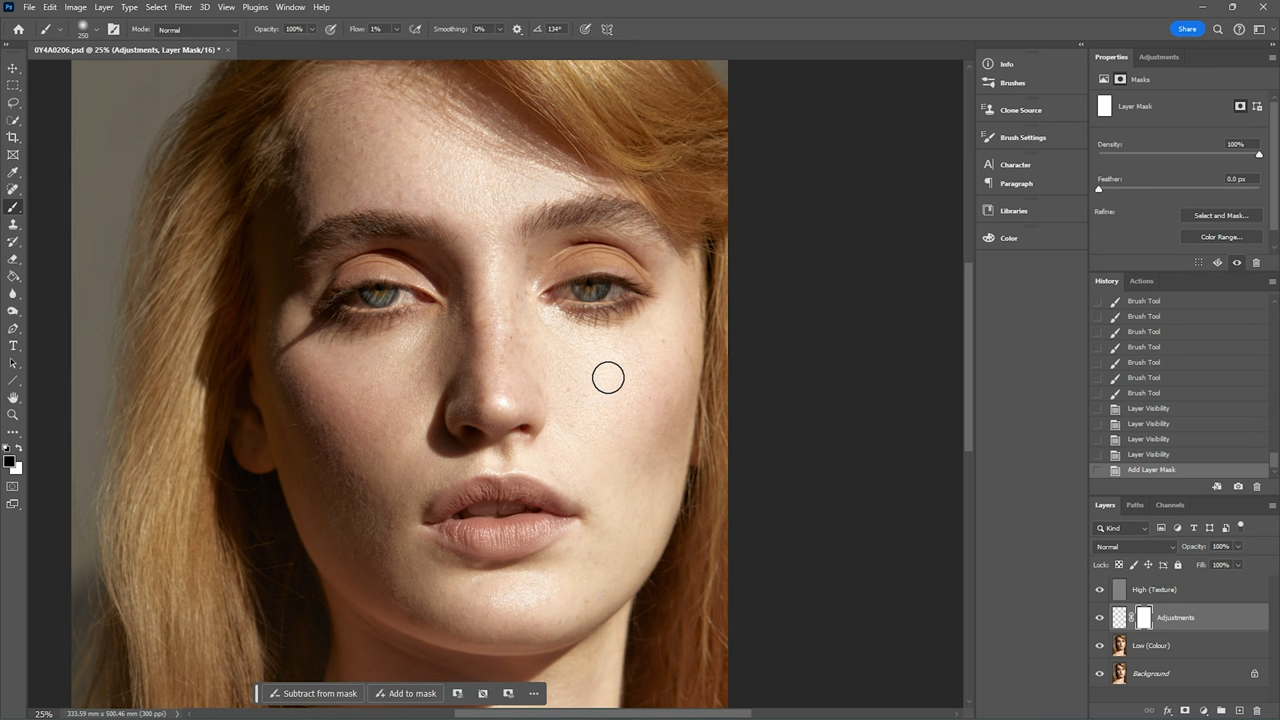 Ps File Edit Image Layer Type Select Filter 3D View Plugins Window Help
250 Mode: Normal Opacity: 100% Flow: 1% Smoothing: 0% 134° Share
0Y4A0206.psd @ 25% (Adjustments, Layer Mask/16) * ×
Info
Brushes
Clone Source
Brush Settings
Character
Paragraph
Libraries
Color
Properties Adjustments
Masks
Layer Mask
Density: 100%
Feather: 0.0 px
Refine: Select and Mask...
Color Range...
History Actions
Brush Tool
Brush Tool
Brush Tool
Brush Tool
Brush Tool
Brush Tool
Brush Tool
Layer Visibility
Layer Visibility
Layer Visibility
Layer Visibility
Add Layer Mask
Layers Paths Channels
Kind
Normal Opacity: 100%
Lock: Fill: 100%
High (Texture)
Adjustments
Low (Colour)
Background
Subtract from mask Add to mask
25% 333.59 mm x 500.46 mm (300 ppi)